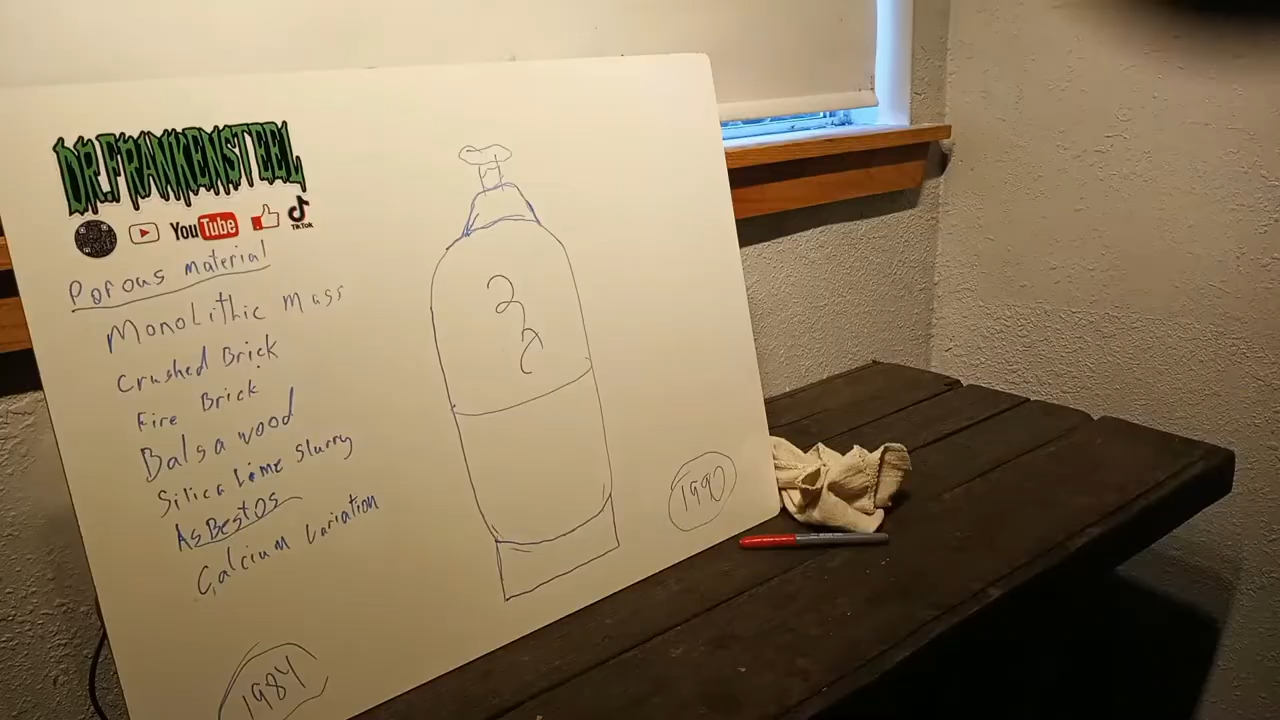 DR.FRANKENSTEEL
YouTube
TikTok
Porous material
Monolithic Mass
Crushed Brick
Fire Brick
Balsa wood
Silica Lime Slurry
AsBestos
Calcium Variation
1984
1990